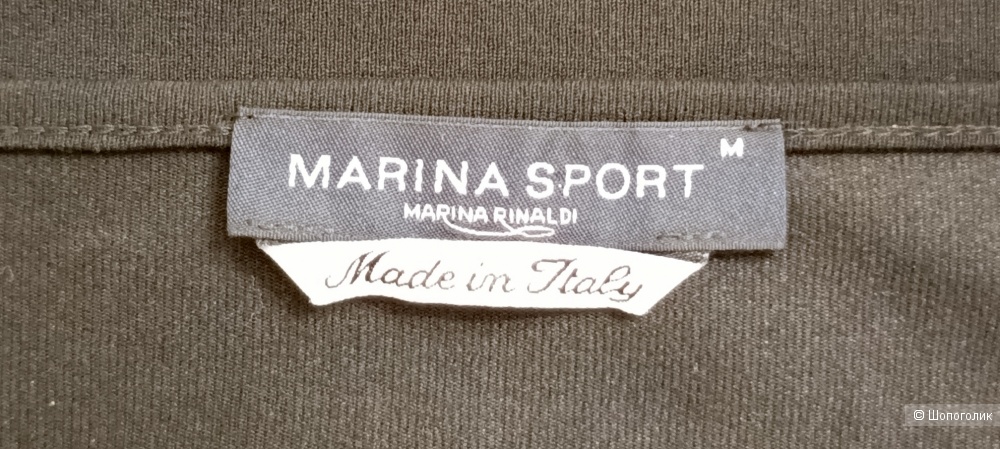 M
MARINA SPORT
MARINA RINALDI
Made in Italy
© Шопоголик